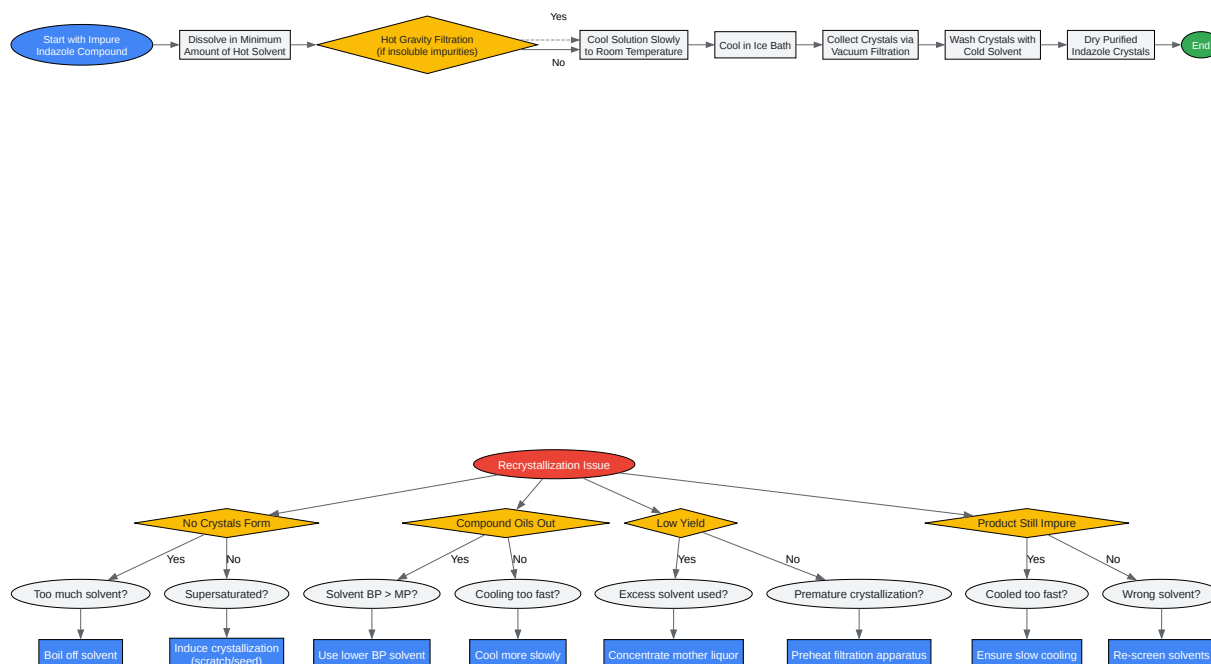 Start with Impure
Indazole Compound
Dissolve in Minimum
Amount of Hot Solvent
Hot Gravity Filtration
(if insoluble impurities)
Yes
No
Cool Solution Slowly
to Room Temperature
Cool in Ice Bath
Collect Crystals via
Vacuum Filtration
Wash Crystals with
Cold Solvent
Dry Purified
Indazole Crystals
End
Recrystallization Issue
No Crystals Form
Compound Oils Out
Low Yield
Product Still Impure
Yes
No
Yes
No
Yes
No
Yes
No
Too much solvent?
Supersaturated?
Solvent BP > MP?
Cooling too fast?
Excess solvent used?
Premature crystallization?
Cooled too fast?
Wrong solvent?
Boil off solvent
Induce crystallization
(scratch/seed)
Use lower BP solvent
Cool more slowly
Concentrate mother liquor
Preheat filtration apparatus
Ensure slow cooling
Re-screen solvents